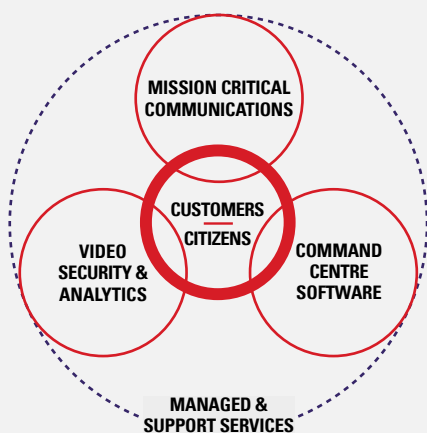 MISSION CRITICAL
COMMUNICATIONS
CUSTOMERS
CITIZENS
VIDEO
SECURITY &
ANALYTICS
COMMAND
CENTRE
SOFTWARE
MANAGED &
SUPPORT SERVICES